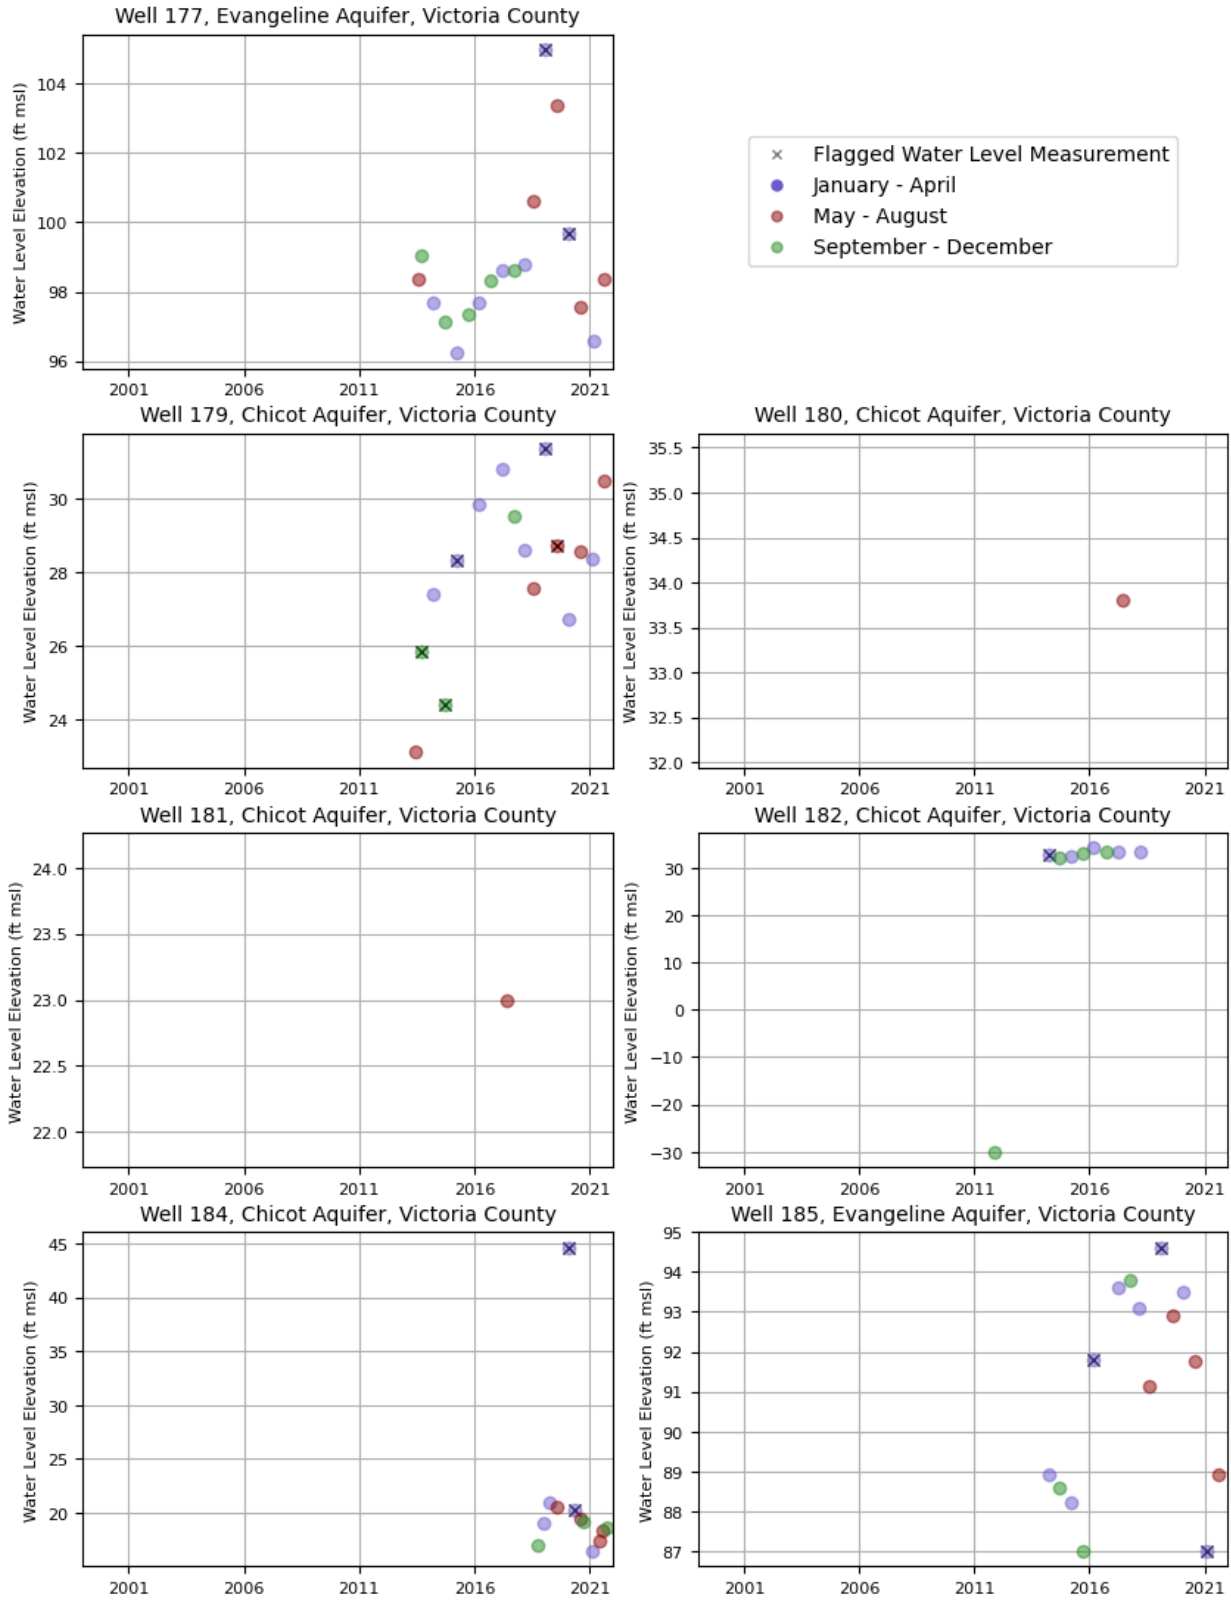 Well 177, Evangeline Aquifer, Victoria County
Water Level Elevation (ft msl)
104
102
100
98
96
2001 2006 2011 2016 2021
Flagged Water Level Measurement
January - April
May - August
September - December
Well 179, Chicot Aquifer, Victoria County
Water Level Elevation (ft msl)
30
28
26
24
2001 2006 2011 2016 2021
Well 180, Chicot Aquifer, Victoria County
Water Level Elevation (ft msl)
35.5
35.0
34.5
34.0
33.5
33.0
32.5
32.0
2001 2006 2011 2016 2021
Well 181, Chicot Aquifer, Victoria County
Water Level Elevation (ft msl)
24.0
23.5
23.0
22.5
22.0
2001 2006 2011 2016 2021
Well 182, Chicot Aquifer, Victoria County
Water Level Elevation (ft msl)
30
20
10
0
−10
−20
−30
2001 2006 2011 2016 2021
Well 184, Chicot Aquifer, Victoria County
Water Level Elevation (ft msl)
45
40
35
30
25
20
2001 2006 2011 2016 2021
Well 185, Evangeline Aquifer, Victoria County
Water Level Elevation (ft msl)
95
94
93
92
91
90
89
88
87
2001 2006 2011 2016 2021